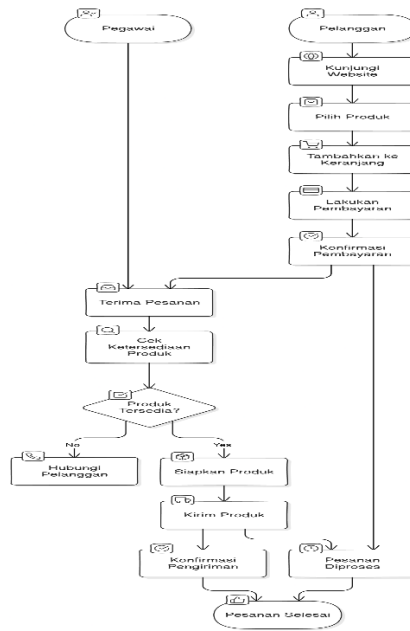 Pegawai
Pelanggan
Kunjungi
Website
Pilih Produk
Tambahkan ke
Keranjang
Lakukan
Pembayaran
Konfirmasi
Pembayaran
Terima Pesanan
Cek
Ketersediaan
Produk
Produk
Tersedia?
No
Yes
Hubungi
Pelanggan
Siapkan Produk
Kirim Produk
Konfirmasi
Pengiriman
Pesanan
Diproses
Pesanan Selesai